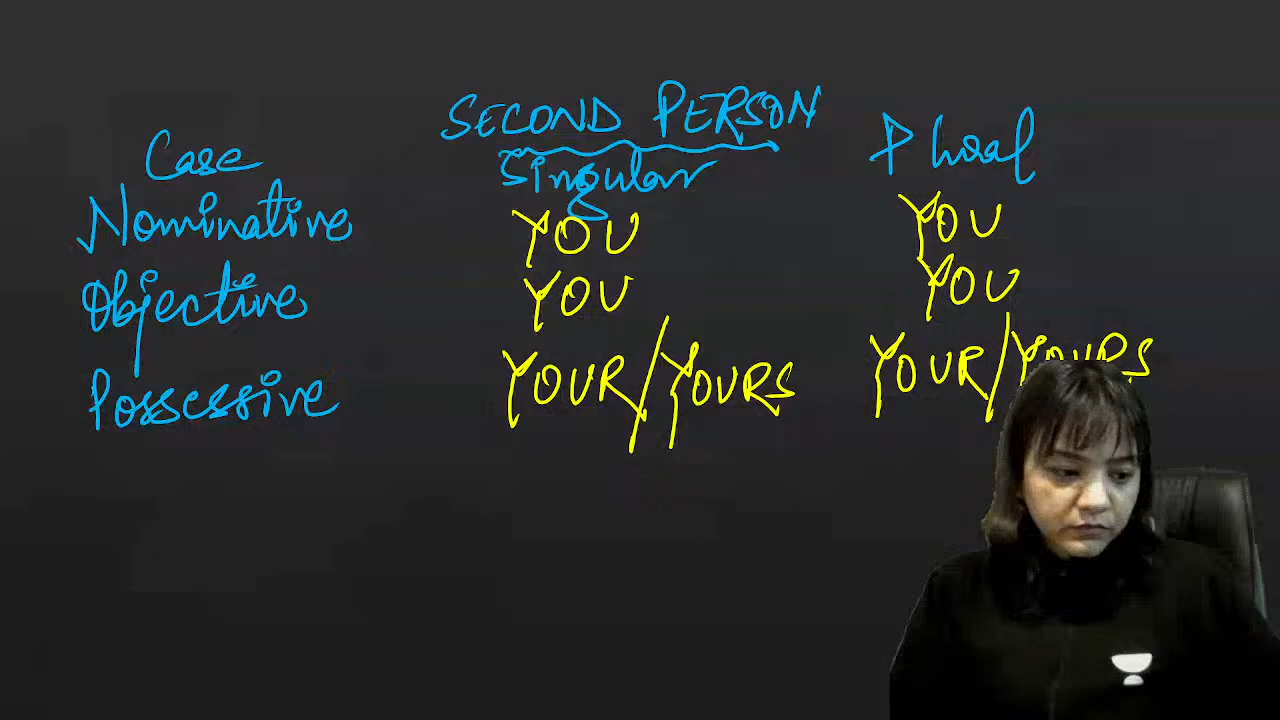 SECOND PERSON
Case Singular Plural
Nominative YOU YOU
Objective YOU YOU
Possessive YOUR/YOURS YOUR/YOURS